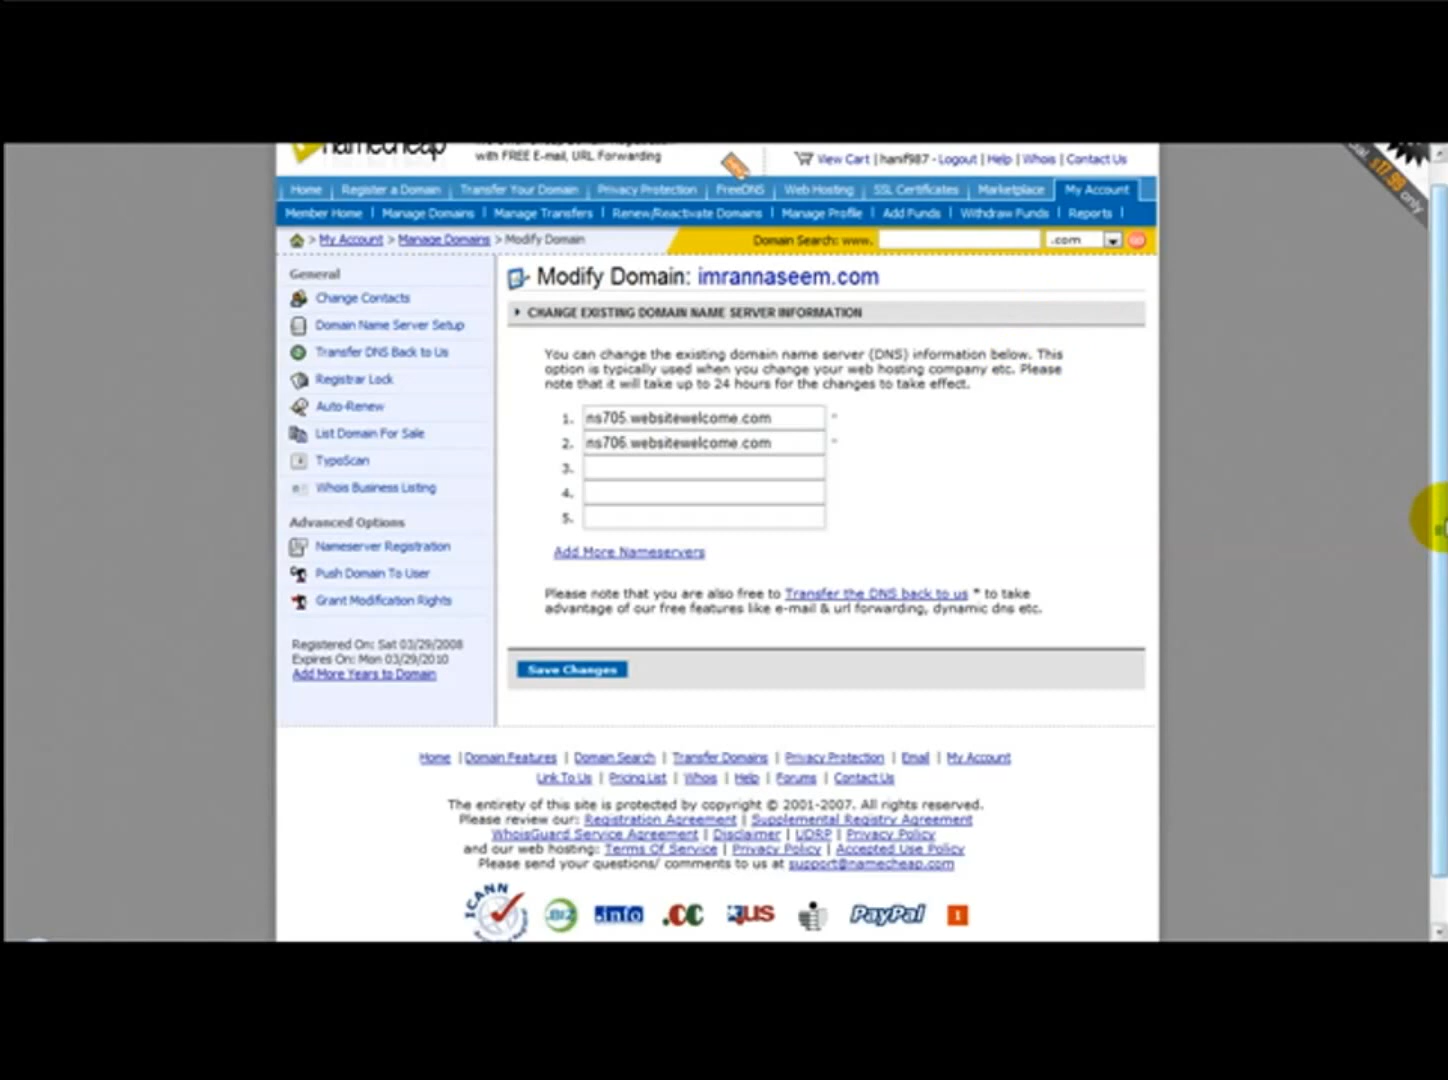 namecheap
with FREE E-mail, URL Forwarding
View Cart | hanif987 - Logout | Help | Whois | Contact Us
only
Home | Register a Domain | Transfer Your Domain | Privacy Protection | FreeDNS | Web Hosting | SSL Certificates | Marketplace | My Account
Member Home | Manage Domains | Manage Transfers | Renew/Reactivate Domains | Manage Profile | Add Funds | Withdraw Funds | Reports |
> My Account > Manage Domains > Modify Domain
Domain Search: www. .com
General
Change Contacts
Domain Name Server Setup
Transfer DNS Back to Us
Registrar Lock
Auto-Renew
List Domain For Sale
TypoScan
Whois Business Listing
Advanced Options
Nameserver Registration
Push Domain To User
Grant Modification Rights
Registered On: Sat 03/29/2008
Expires On: Mon 03/29/2010
Add More Years to Domain
Modify Domain: imrannaseem.com
CHANGE EXISTING DOMAIN NAME SERVER INFORMATION
You can change the existing domain name server (DNS) information below. This
option is typically used when you change your web hosting company etc. Please
note that it will take up to 24 hours for the changes to take effect.
1. ns705.websitewelcome.com *
2. ns706.websitewelcome.com *
3.
4.
5.
Add More Nameservers
Please note that you are also free to Transfer the DNS back to us * to take
advantage of our free features like e-mail & url forwarding, dynamic dns etc.
Save Changes
Home | Domain Features | Domain Search | Transfer Domains | Privacy Protection | Email | My Account
Link To Us | Pricing List | Whois | Help | Forums | Contact Us
The entirety of this site is protected by copyright © 2001-2007. All rights reserved.
Please review our: Registration Agreement | Supplemental Registry Agreement
WhoisGuard Service Agreement | Disclaimer | UDRP | Privacy Policy
and our web hosting: Terms Of Service | Privacy Policy | Accepted Use Policy
Please send your questions/ comments to us at support@namecheap.com
ICANN .BIZ .info .CC .us PayPal